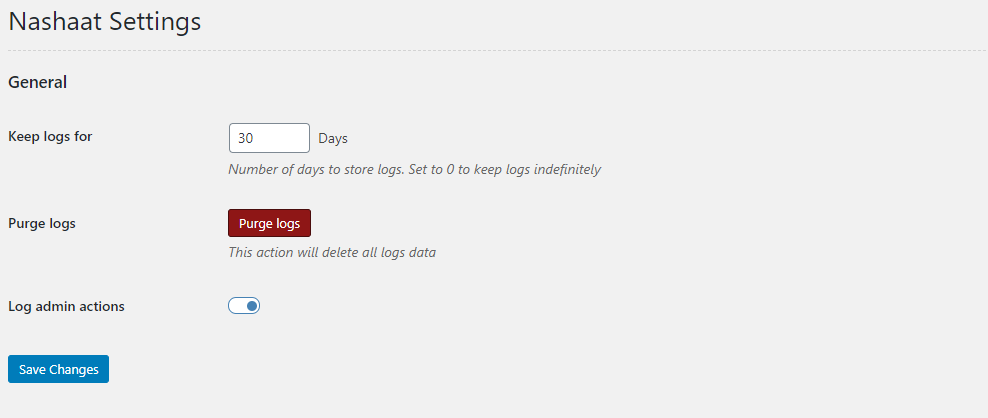 Nashaat Settings
General
Keep logs for
30 Days
Number of days to store logs. Set to 0 to keep logs indefinitely
Purge logs
Purge logs
This action will delete all logs data
Log admin actions
Save Changes